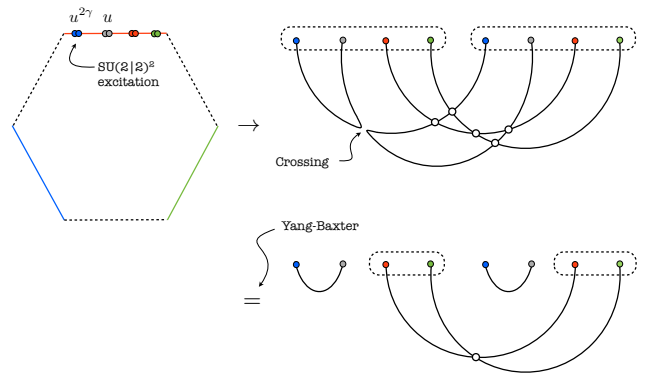 u^{2γ} u
SU(2|2)²
excitation
Crossing
Yang-Baxter
=